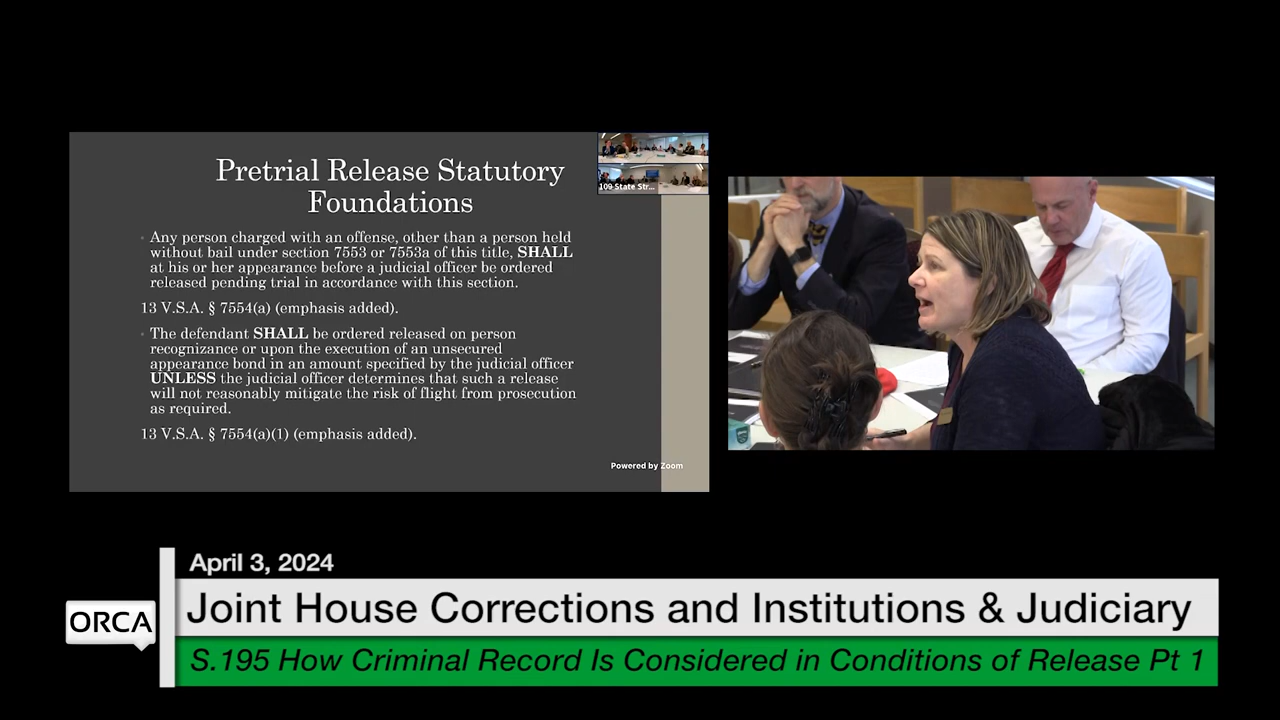 Pretrial Release Statutory
Foundations
109 State Str...
Any person charged with an offense, other than a person held
without bail under section 7553 or 7553a of this title, SHALL
at his or her appearance before a judicial officer be ordered
released pending trial in accordance with this section.
13 V.S.A. § 7554(a) (emphasis added).
The defendant SHALL be ordered released on person
recognizance or upon the execution of an unsecured
appearance bond in an amount specified by the judicial officer
UNLESS the judicial officer determines that such a release
will not reasonably mitigate the risk of flight from prosecution
as required.
13 V.S.A. § 7554(a)(1) (emphasis added).
Powered by Zoom
April 3, 2024
ORCA
Joint House Corrections and Institutions & Judiciary
S.195 How Criminal Record Is Considered in Conditions of Release Pt 1